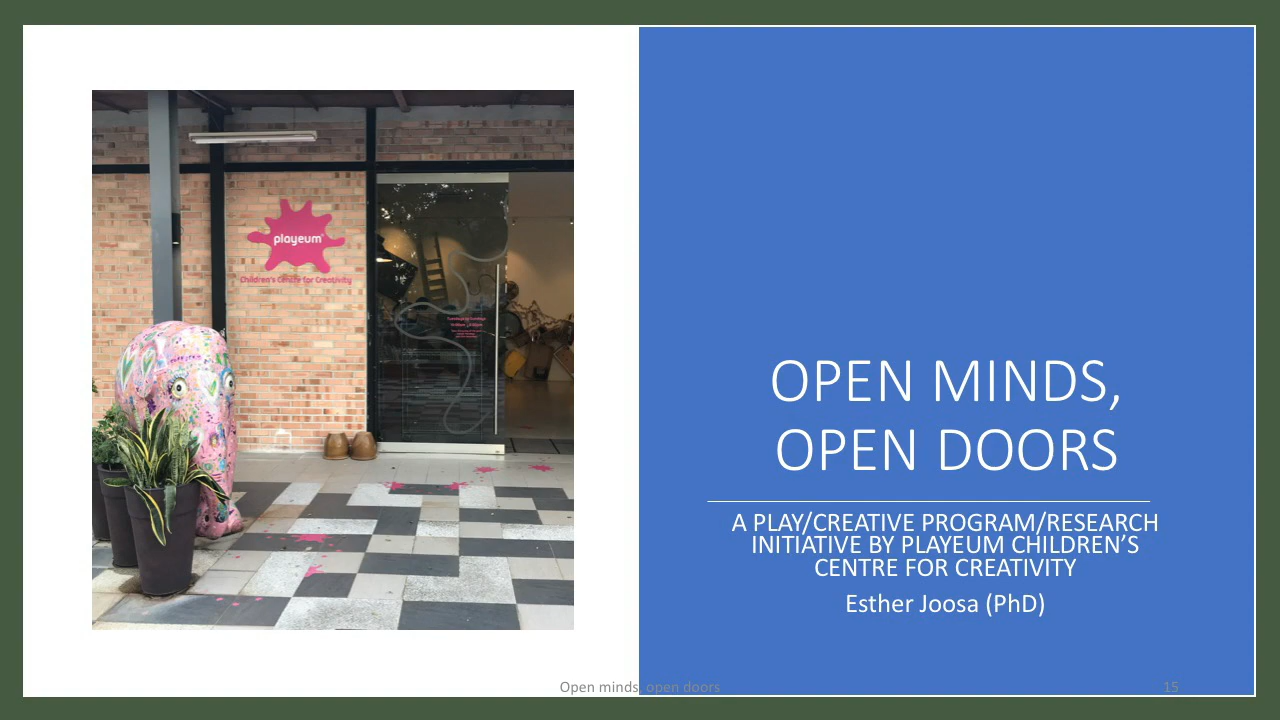 playeum
Children's Centre for Creativity
OPEN MINDS,
OPEN DOORS
A PLAY/CREATIVE PROGRAM/RESEARCH
INITIATIVE BY PLAYEUM CHILDREN'S
CENTRE FOR CREATIVITY
Esther Joosa (PhD)
Open minds, open doors
15